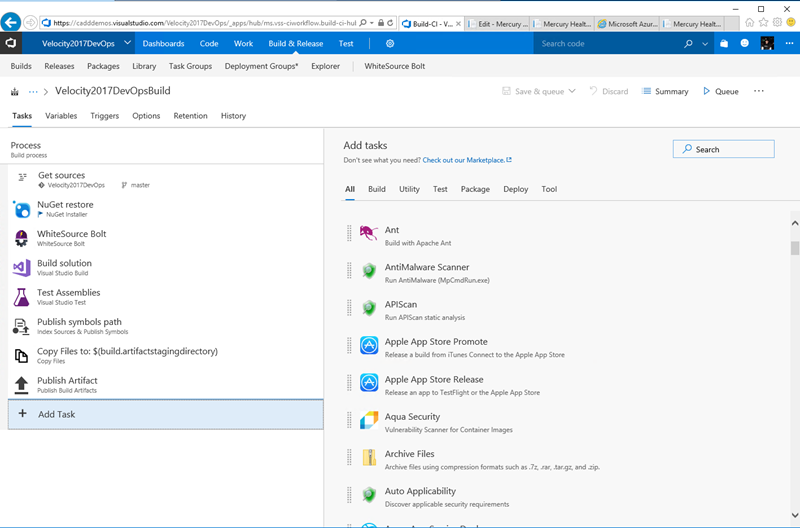 https://cadddemos.visualstudio.com/Velocity2017DevOps/_apps/hub/ms.vss-ciworkflow.build-ci-hul
Build-CI - V...
Edit - Mercury ...
Mercury Healt...
Microsoft Azur...
Mercury Healt...
Velocity2017DevOps
Dashboards
Code
Work
Build & Release
Test
Search code
Builds
Releases
Packages
Library
Task Groups
Deployment Groups*
Explorer
WhiteSource Bolt
... > Velocity2017DevOpsBuild
Save & queue
Discard
Summary
Queue
...
Tasks
Variables
Triggers
Options
Retention
History
Process
Build process
Get sources
Velocity2017DevOps
master
NuGet restore
NuGet Installer
WhiteSource Bolt
WhiteSource Bolt
Build solution
Visual Studio Build
Test Assemblies
Visual Studio Test
Publish symbols path
Index Sources & Publish Symbols
Copy Files to: $(build.artifactstagingdirectory)
Copy Files
Publish Artifact
Publish Build Artifacts
+ Add Task
Add tasks
Don't see what you need? Check out our Marketplace.
Search
All
Build
Utility
Test
Package
Deploy
Tool
Ant
Build with Apache Ant
AntiMalware Scanner
Run AntiMalware (MpCmdRun.exe)
APIScan
Run APIScan static analysis
Apple App Store Promote
Release a build from iTunes Connect to the Apple App Store
Apple App Store Release
Release an app to TestFlight or the Apple App Store
Aqua Security
Vulnerability Scanner for Container Images
Archive Files
Archive files using compression formats such as .7z, .rar, .tar.gz, and .zip.
Auto Applicability
Discover applicable security requirements